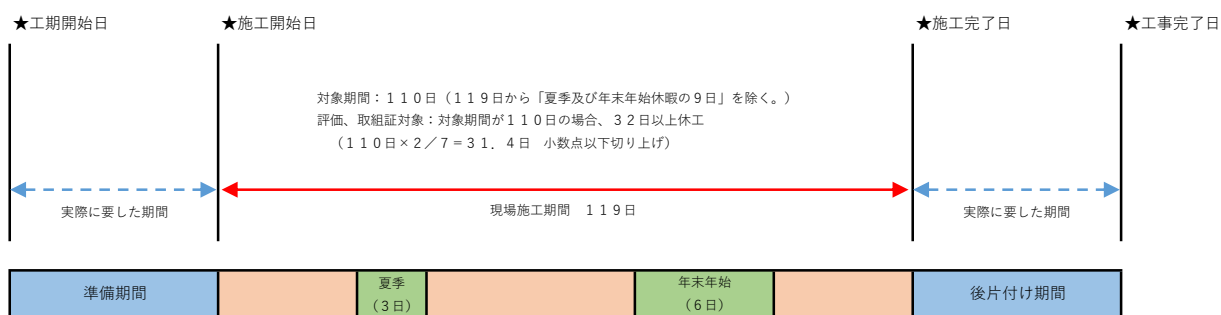 ★工期開始日
★施工開始日
★施工完了日
★工事完了日
対象期間：１１０日（１１９日から「夏季及び年末年始休暇の９日」を除く。）
評価、取組証対象：対象期間が１１０日の場合、３２日以上休工
（１１０日×２／７＝３１．４日　小数点以下切り上げ）
実際に要した期間
現場施工期間　１１９日
実際に要した期間
準備期間
夏季
（３日）
年末年始
（６日）
後片付け期間